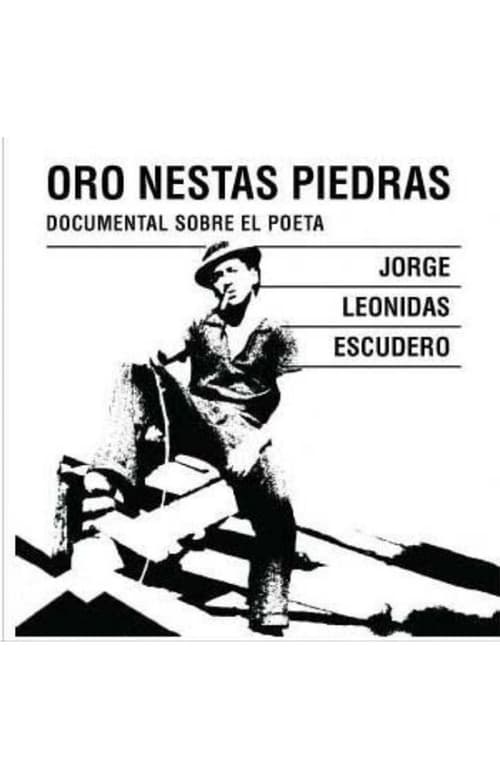 ORO NESTAS PIEDRAS
DOCUMENTAL SOBRE EL POETA
JORGE
LEONIDAS
ESCUDERO